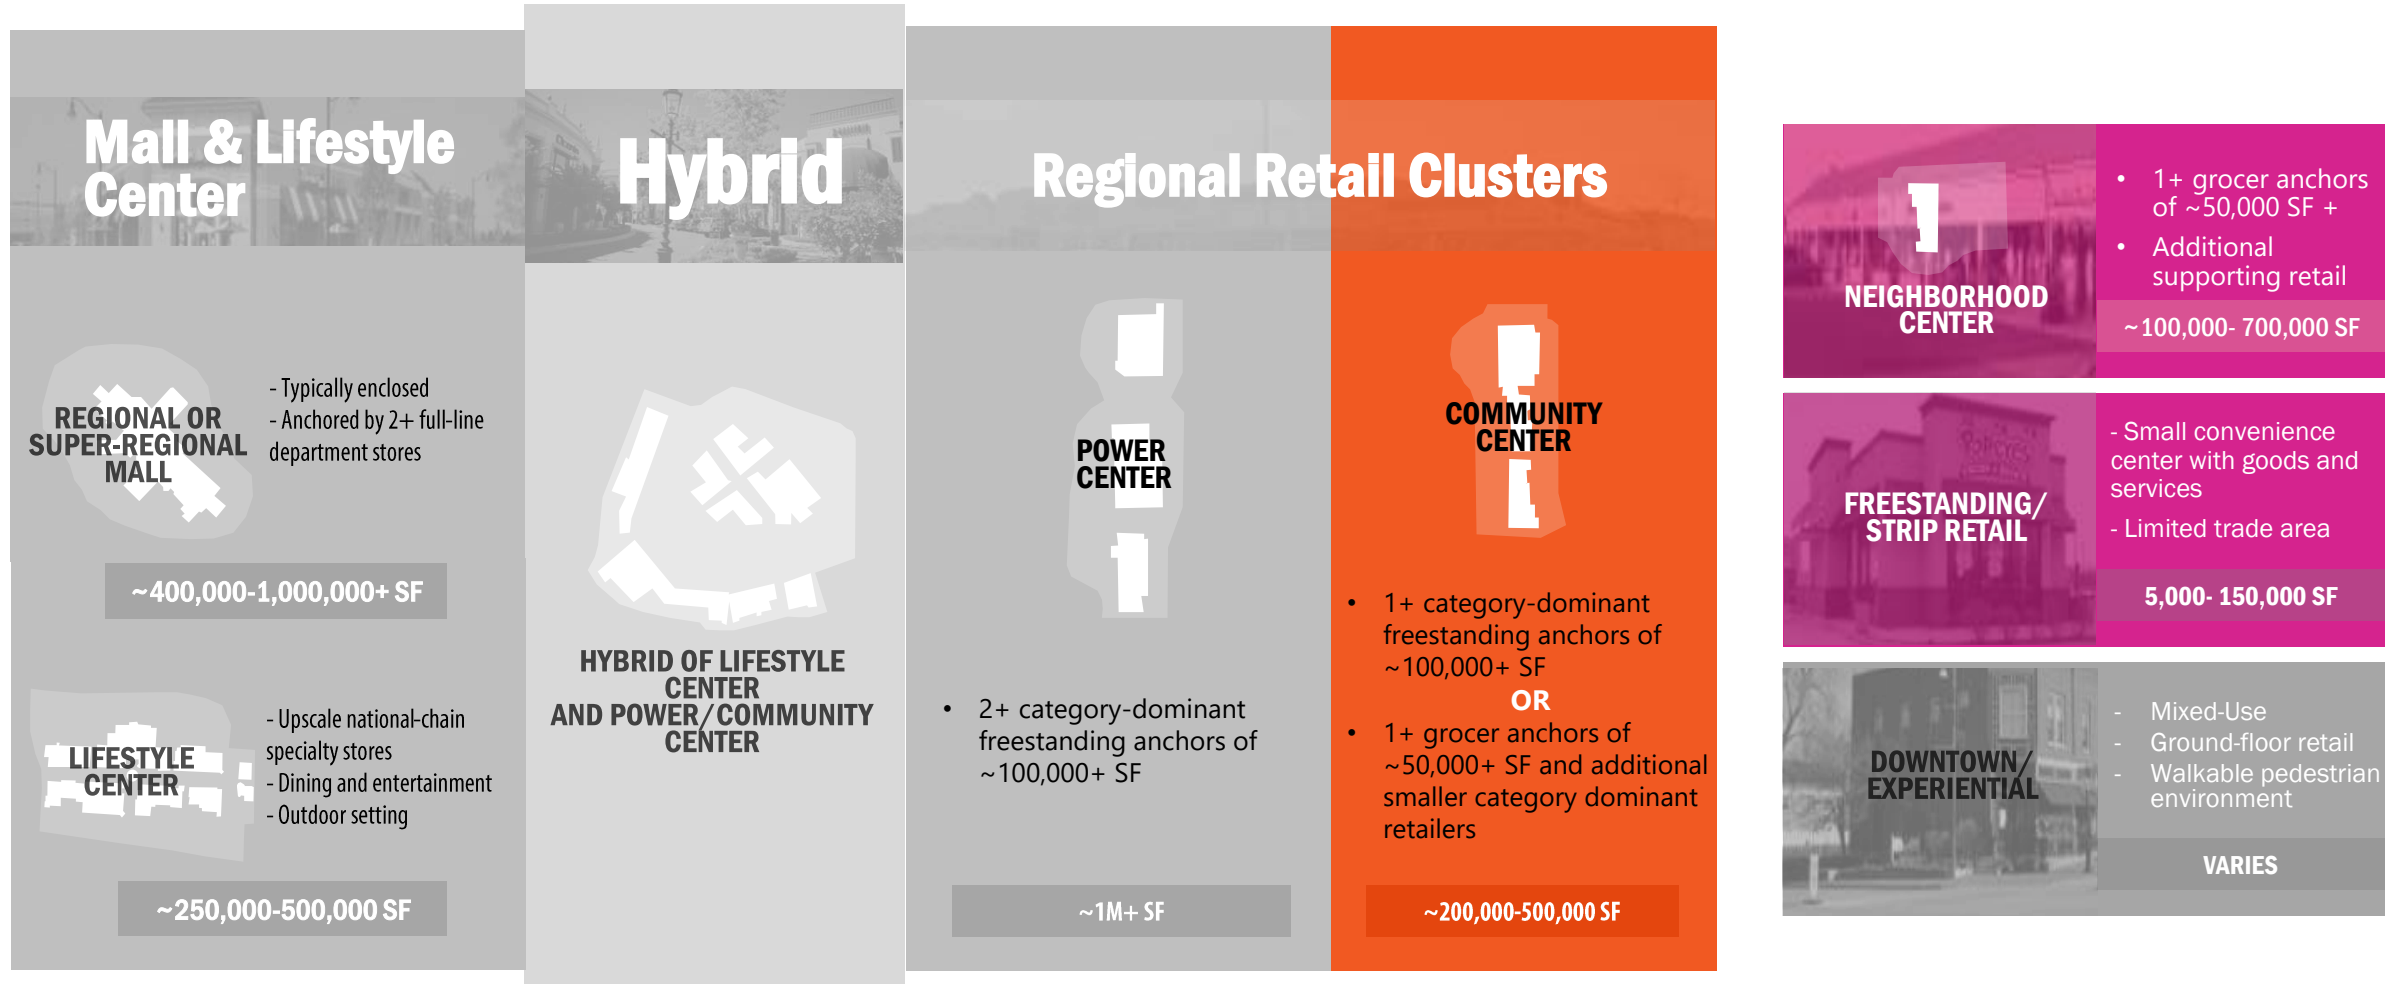 Mall & Lifestyle
Center
REGIONAL OR
SUPER-REGIONAL
MALL
- Typically enclosed
- Anchored by 2+ full-line
department stores
~400,000-1,000,000+ SF
LIFESTYLE
CENTER
- Upscale national-chain
specialty stores
- Dining and entertainment
- Outdoor setting
~250,000-500,000 SF
Hybrid
HYBRID OF LIFESTYLE
CENTER
AND POWER/COMMUNITY
CENTER
Regional Retail Clusters
POWER
CENTER
• 2+ category-dominant
freestanding anchors of
~100,000+ SF
~1M+ SF
COMMUNITY
CENTER
• 1+ category-dominant
freestanding anchors of
~100,000+ SF
OR
• 1+ grocer anchors of
~50,000+ SF and additional
smaller category dominant
retailers
~200,000-500,000 SF
NEIGHBORHOOD
CENTER
• 1+ grocer anchors
of ~50,000 SF +
• Additional
supporting retail
~100,000- 700,000 SF
FREESTANDING/
STRIP RETAIL
- Small convenience
center with goods and
services
- Limited trade area
5,000- 150,000 SF
DOWNTOWN/
EXPERIENTIAL
- Mixed-Use
- Ground-floor retail
- Walkable pedestrian
environment
VARIES